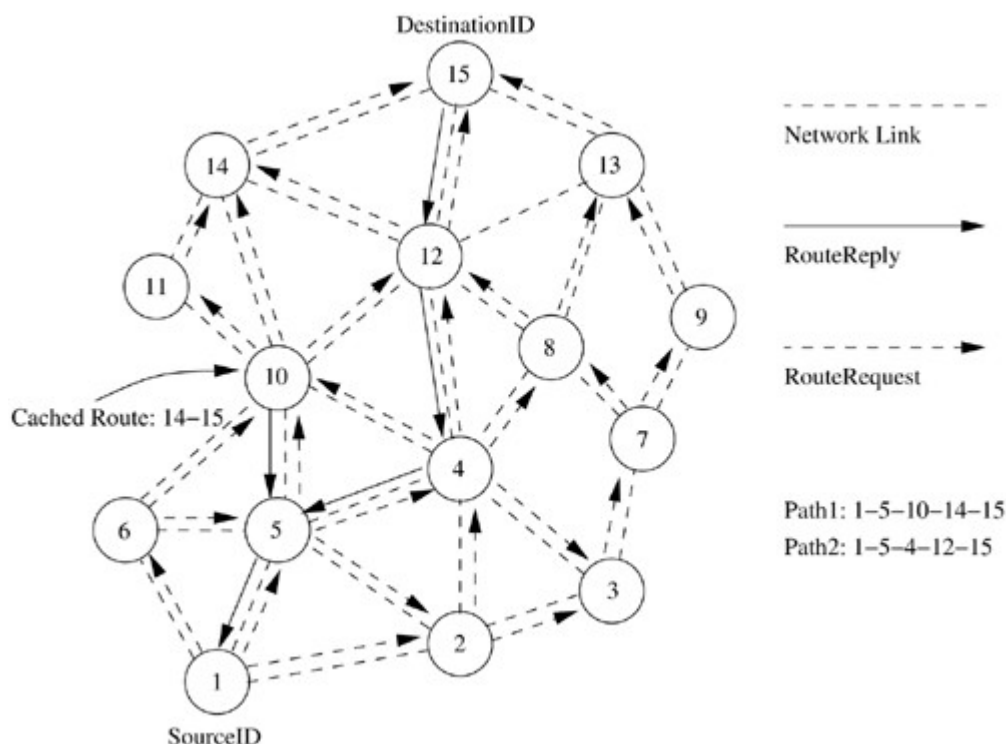 DestinationID
15
14
13
12
11
10
9
8
7
6
5
4
3
2
1
SourceID
Cached Route: 14–15
Network Link
RouteReply
RouteRequest
Path1: 1–5–10–14–15
Path2: 1–5–4–12–15